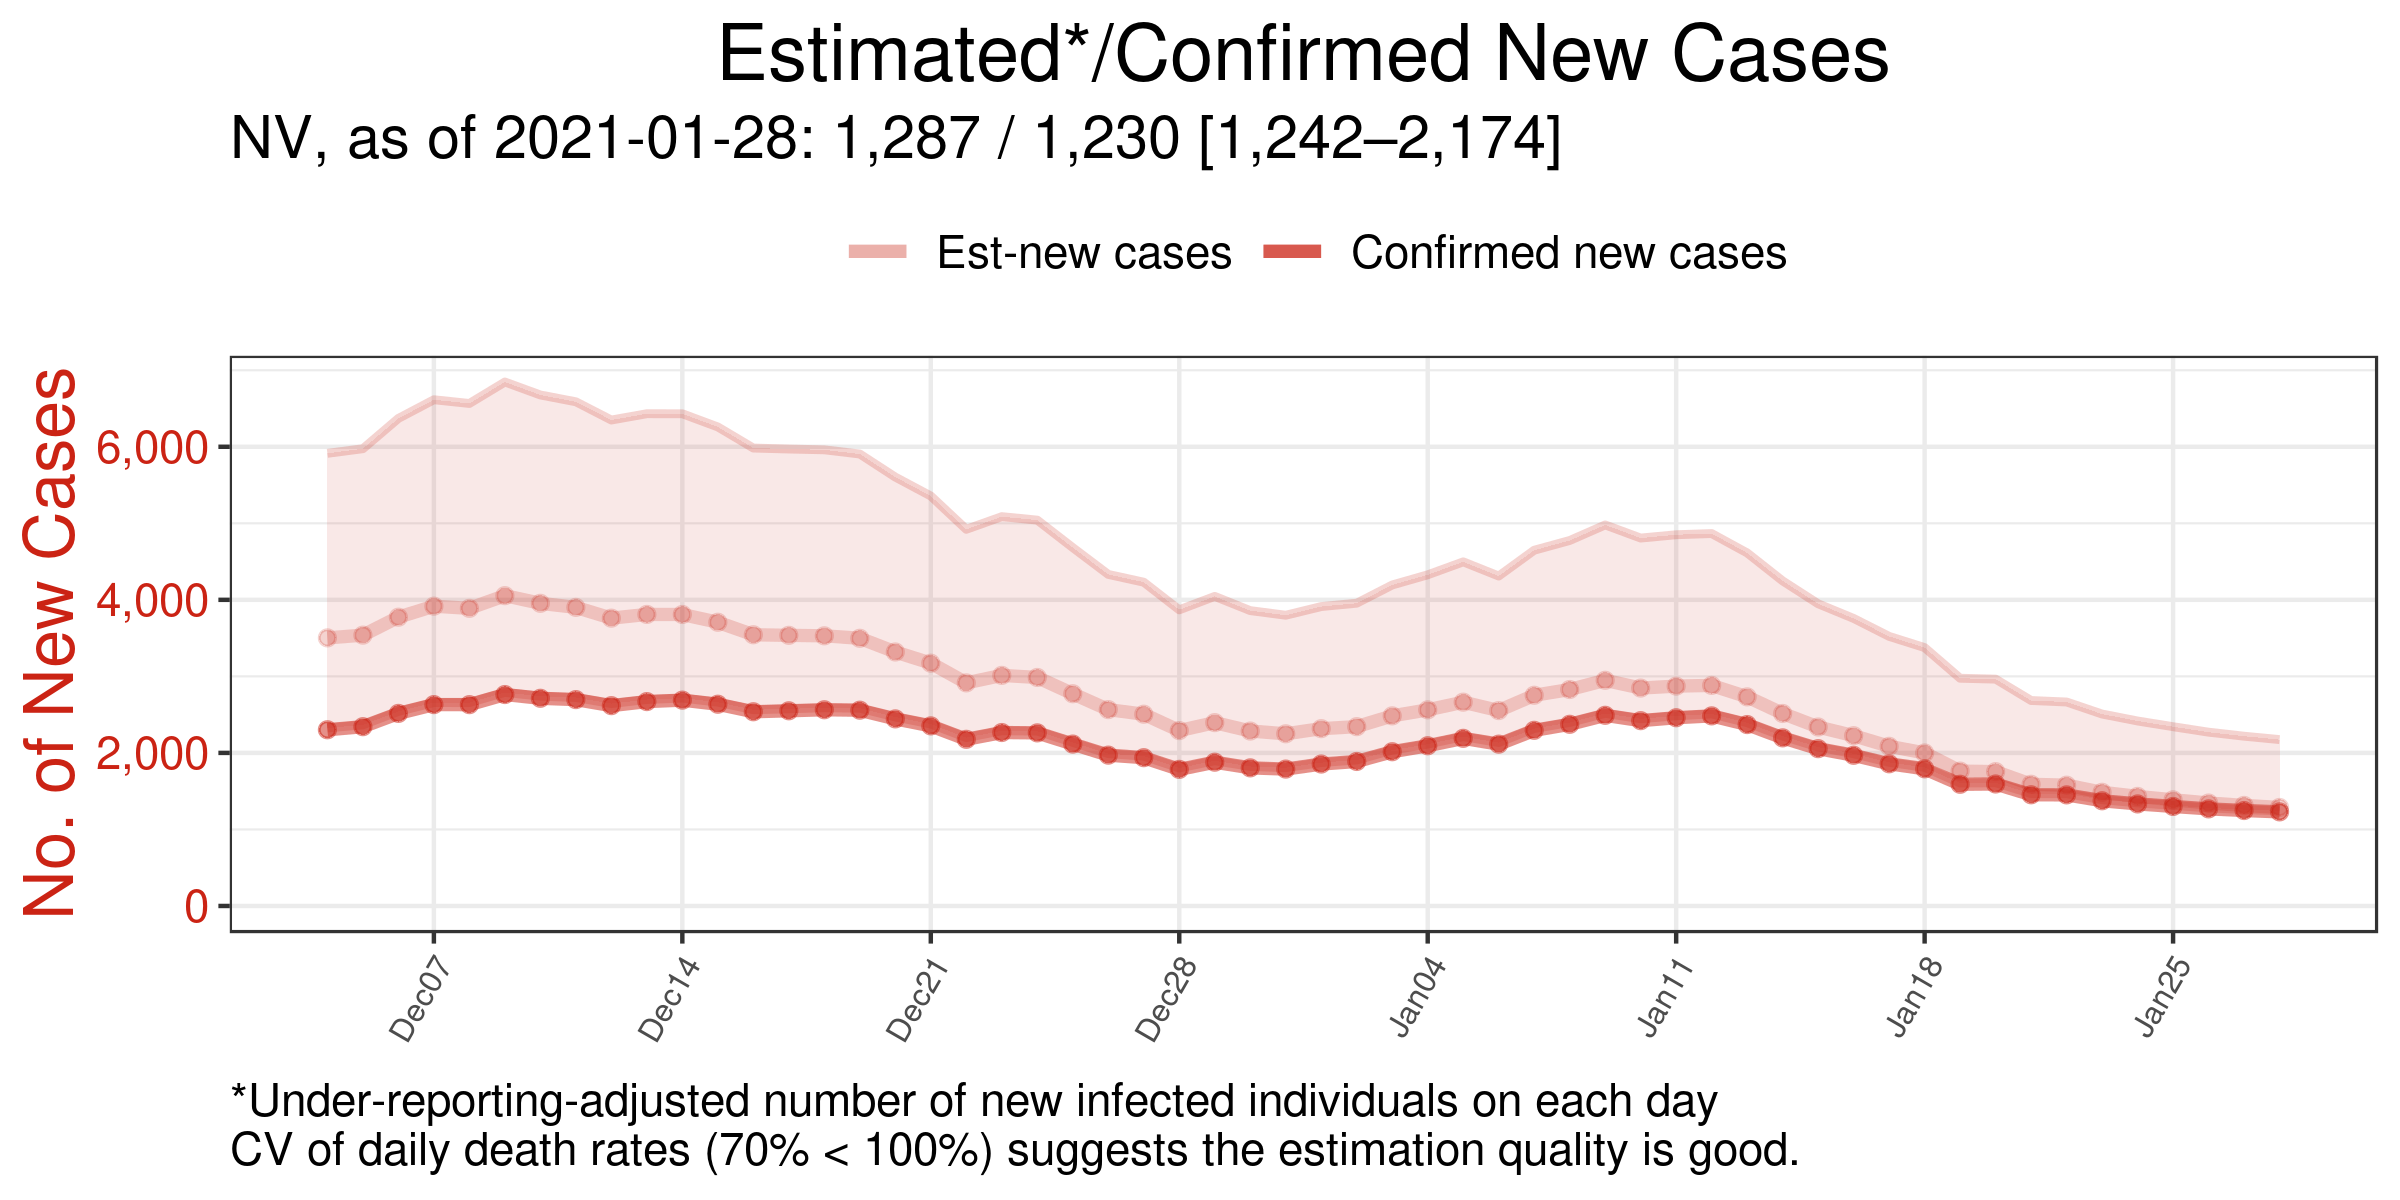 Estimated*/Confirmed New Cases
NV, as of 2021-01-28: 1,287 / 1,230 [1,242–2,174]
Est-new cases
Confirmed new cases
No. of New Cases
6,000
4,000
2,000
0
Dec07
Dec14
Dec21
Dec28
Jan04
Jan11
Jan18
Jan25
*Under-reporting-adjusted number of new infected individuals on each day
CV of daily death rates (70% < 100%) suggests the estimation quality is good.